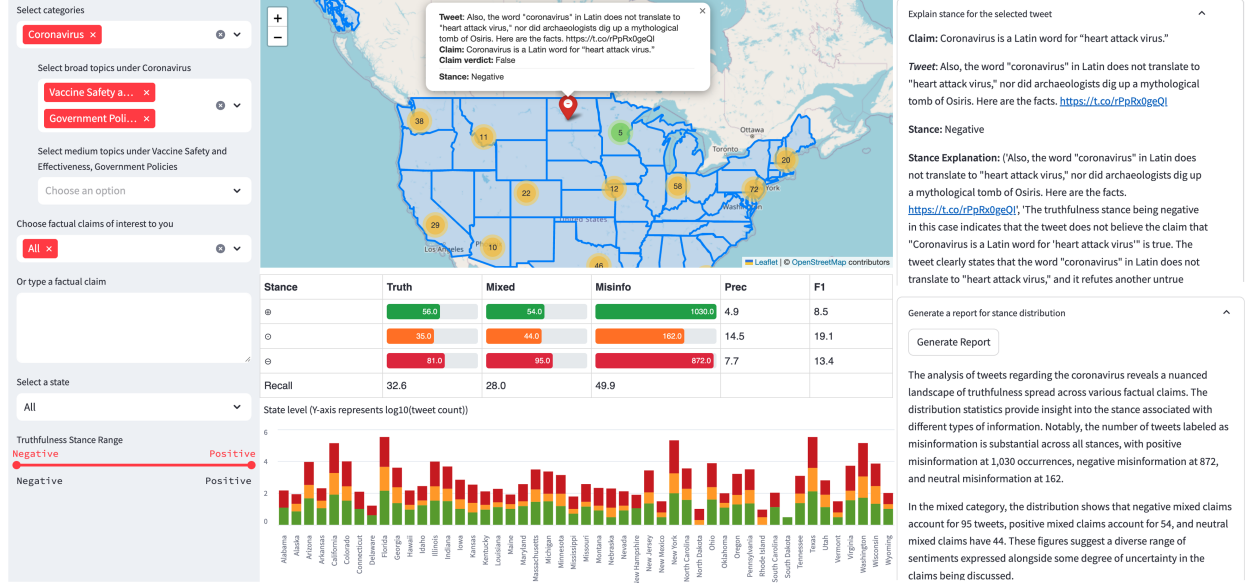 Select categories
Coronavirus ×
Select broad topics under Coronavirus
Vaccine Safety a... ×
Government Poli... ×
Select medium topics under Vaccine Safety and
Effectiveness, Government Policies
Choose an option
Choose factual claims of interest to you
All ×
Or type a factual claim
Select a state
All
Truthfulness Stance Range
Negative Positive
Negative Positive
+
−
×
Tweet: Also, the word "coronavirus" in Latin does not translate to
"heart attack virus," nor did archaeologists dig up a mythological
tomb of Osiris. Here are the facts. https://t.co/rPpRx0geQl
Claim: Coronavirus is a Latin word for “heart attack virus.”
Claim verdict: False
Stance: Negative
38
11
5
Ottawa
Toronto
20
22
12
58
72
York
United States
29
Los Angeles
10
46
Leaflet | © OpenStreetMap contributors
Stance Truth Mixed Misinfo Prec F1
⊕ 56.0 54.0 1030.0 4.9 8.5
⊙ 35.0 44.0 162.0 14.5 19.1
⊖ 81.0 95.0 872.0 7.7 13.4
Recall 32.6 28.0 49.9
State level (Y-axis represents log10(tweet count))
6
4
2
0
Alabama
Alaska
Arizona
Arkansas
California
Colorado
Connecticut
Delaware
Florida
Georgia
Hawaii
Idaho
Illinois
Indiana
Iowa
Kansas
Kentucky
Louisiana
Maine
Maryland
Massachusetts
Michigan
Minnesota
Mississippi
Missouri
Montana
Nebraska
Nevada
New Hampshire
New Jersey
New Mexico
New York
North Carolina
North Dakota
Ohio
Oklahoma
Oregon
Pennsylvania
Rhode Island
South Carolina
South Dakota
Tennessee
Texas
Utah
Vermont
Virginia
Washington
Wisconsin
Wyoming
Explain stance for the selected tweet
Claim: Coronavirus is a Latin word for “heart attack virus.”
Tweet: Also, the word "coronavirus" in Latin does not translate to
"heart attack virus," nor did archaeologists dig up a mythological
tomb of Osiris. Here are the facts. https://t.co/rPpRx0geQl
Stance: Negative
Stance Explanation: ('Also, the word "coronavirus" in Latin does
not translate to "heart attack virus," nor did archaeologists dig up
a mythological tomb of Osiris. Here are the facts.
https://t.co/rPpRx0geQl', 'The truthfulness stance being negative
in this case indicates that the tweet does not believe the claim that
"Coronavirus is a Latin word for 'heart attack virus'" is true. The
tweet clearly states that the word "coronavirus" in Latin does not
translate to "heart attack virus," and it refutes another untrue
Generate a report for stance distribution
Generate Report
The analysis of tweets regarding the coronavirus reveals a nuanced
landscape of truthfulness spread across various factual claims. The
distribution statistics provide insight into the stance associated with
different types of information. Notably, the number of tweets labeled as
misinformation is substantial across all stances, with positive
misinformation at 1,030 occurrences, negative misinformation at 872,
and neutral misinformation at 162.
In the mixed category, the distribution shows that negative mixed claims
account for 95 tweets, positive mixed claims account for 54, and neutral
mixed claims have 44. These figures suggest a diverse range of
sentiments expressed alongside some degree of uncertainty in the
claims being discussed.